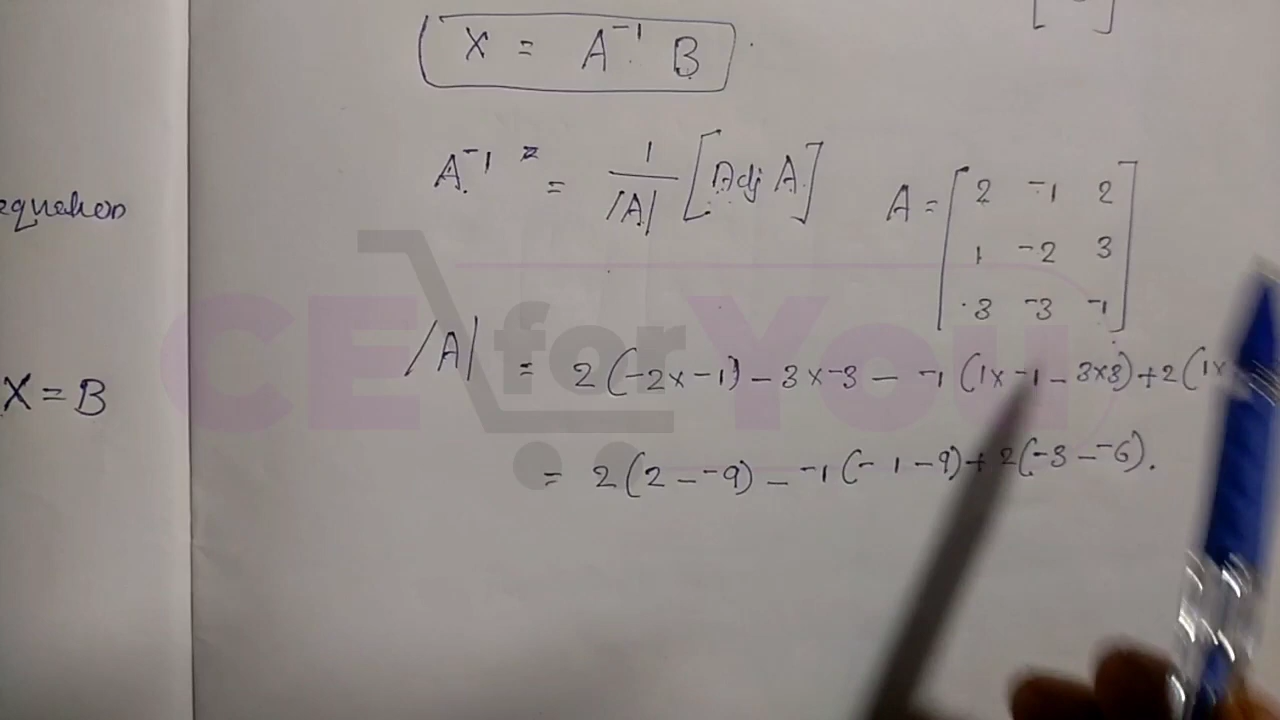 X = A⁻¹ B
A⁻¹ = 1/|A| [Adj A]
A = [ 2 -1 2
1 -2 3
3 -3 -1 ]
equation
|A| = 2(-2x-1) - 3x-3 - -1(1x-1 - 3x3) + 2(1x
X = B
= 2(2 - -9) - -1(-1-9) + 2(-3 - -6).
CE for You